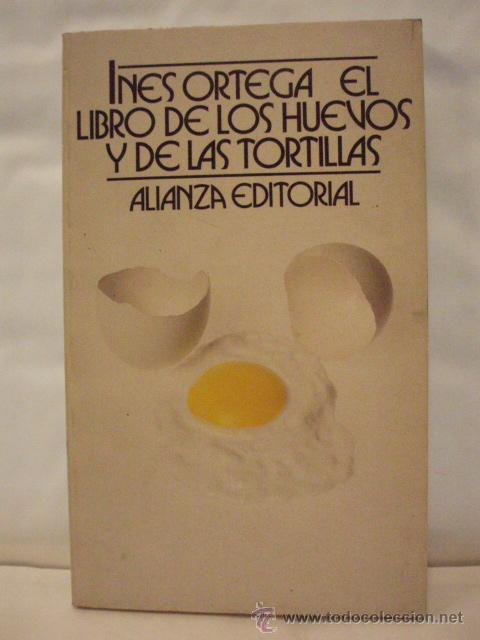 INES ORTEGA EL
LIBRO DE LOS HUEVOS
Y DE LAS TORTILLAS
ALIANZA EDITORIAL
www.todocoleccion.net